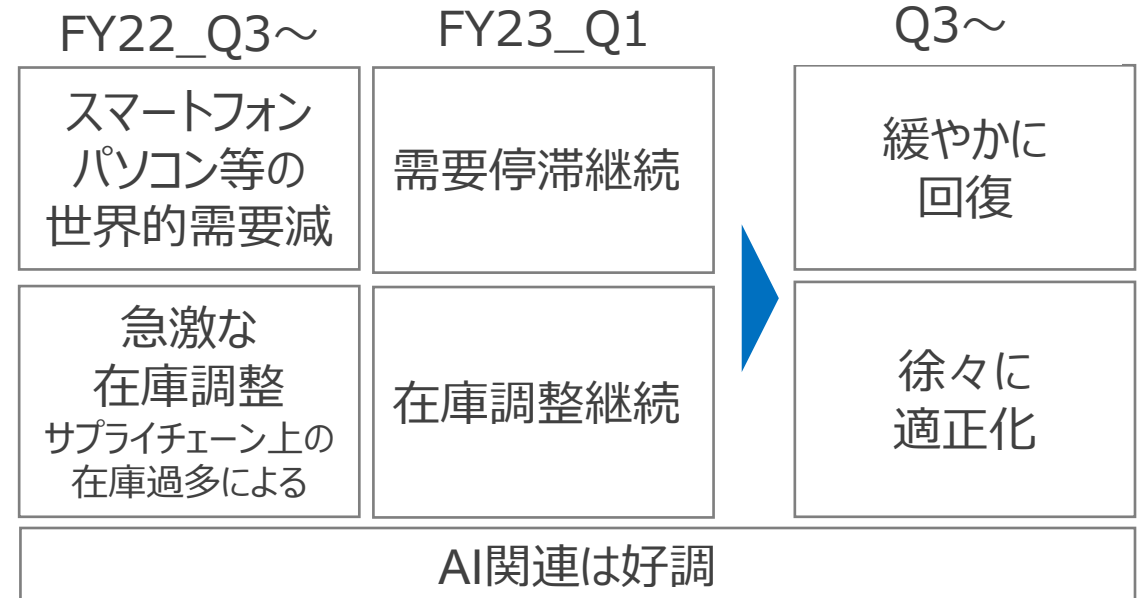 FY22_Q3～
FY23_Q1
Q3～
スマートフォン
パソコン等の
世界的需要減
需要停滞継続
緩やかに
回復
急激な
在庫調整
サプライチェーン上の
在庫過多による
在庫調整継続
徐々に
適正化
AI関連は好調